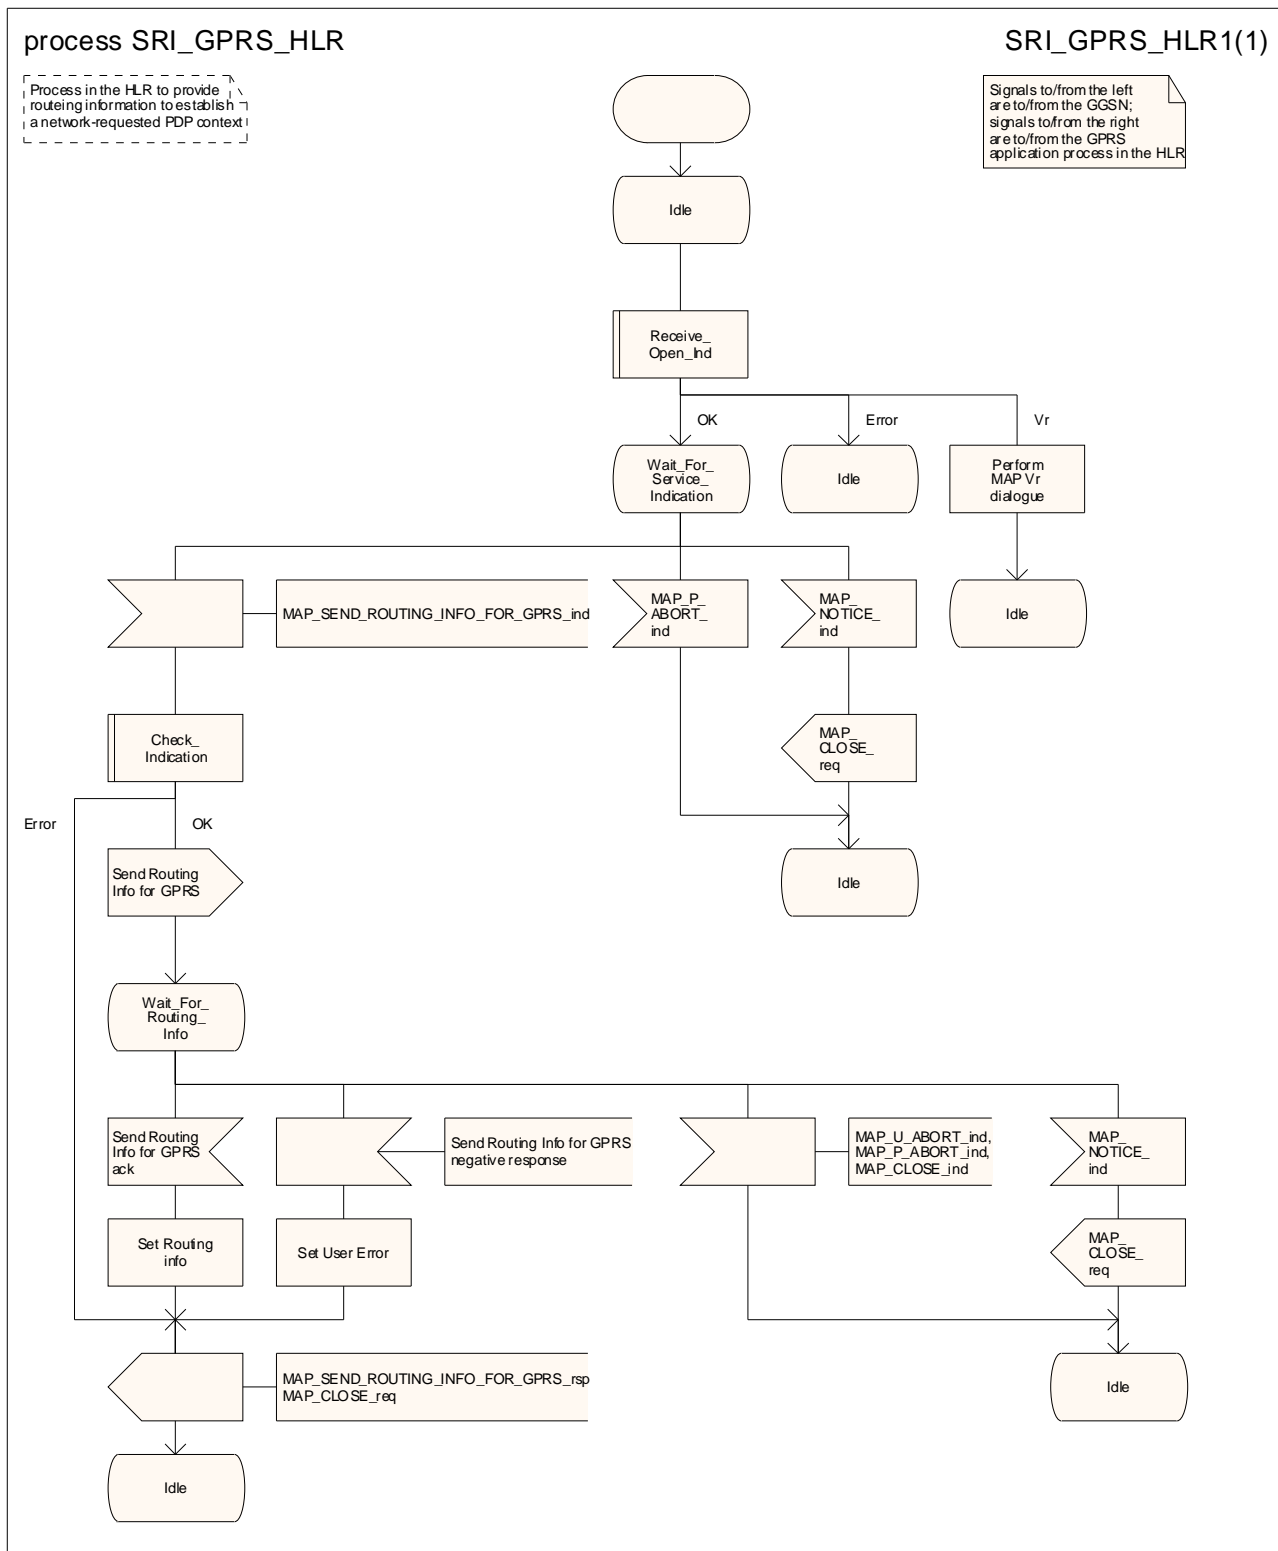 process SRI_GPRS_HLR
SRI_GPRS_HLR1(1)
Process in the HLR to provide
routeing information to establish
a network-requested PDP context
Signals to/from the left
are to/from the GGSN;
signals to/from the right
are to/from the GPRS
application process in the HLR
Idle
Receive_
Open_Ind
OK
Error
Vr
Wait_For_
Service_
Indication
Idle
Perform
MAP Vr
dialogue
MAP_SEND_ROUTING_INFO_FOR_GPRS_ind
MAP_P_
ABORT_
ind
MAP_
NOTICE_
ind
Idle
Check_
Indication
MAP_
CLOSE_
req
Error
OK
Send Routing
Info for GPRS
Idle
Wait_For_
Routing_
Info
Send Routing
Info for GPRS
ack
Send Routing Info for GPRS
negative response
MAP_U_ABORT_ind,
MAP_P_ABORT_ind,
MAP_CLOSE_ind
MAP_
NOTICE_
ind
Set Routing
info
Set User Error
MAP_
CLOSE_
req
MAP_SEND_ROUTING_INFO_FOR_GPRS_rsp
MAP_CLOSE_req
Idle
Idle